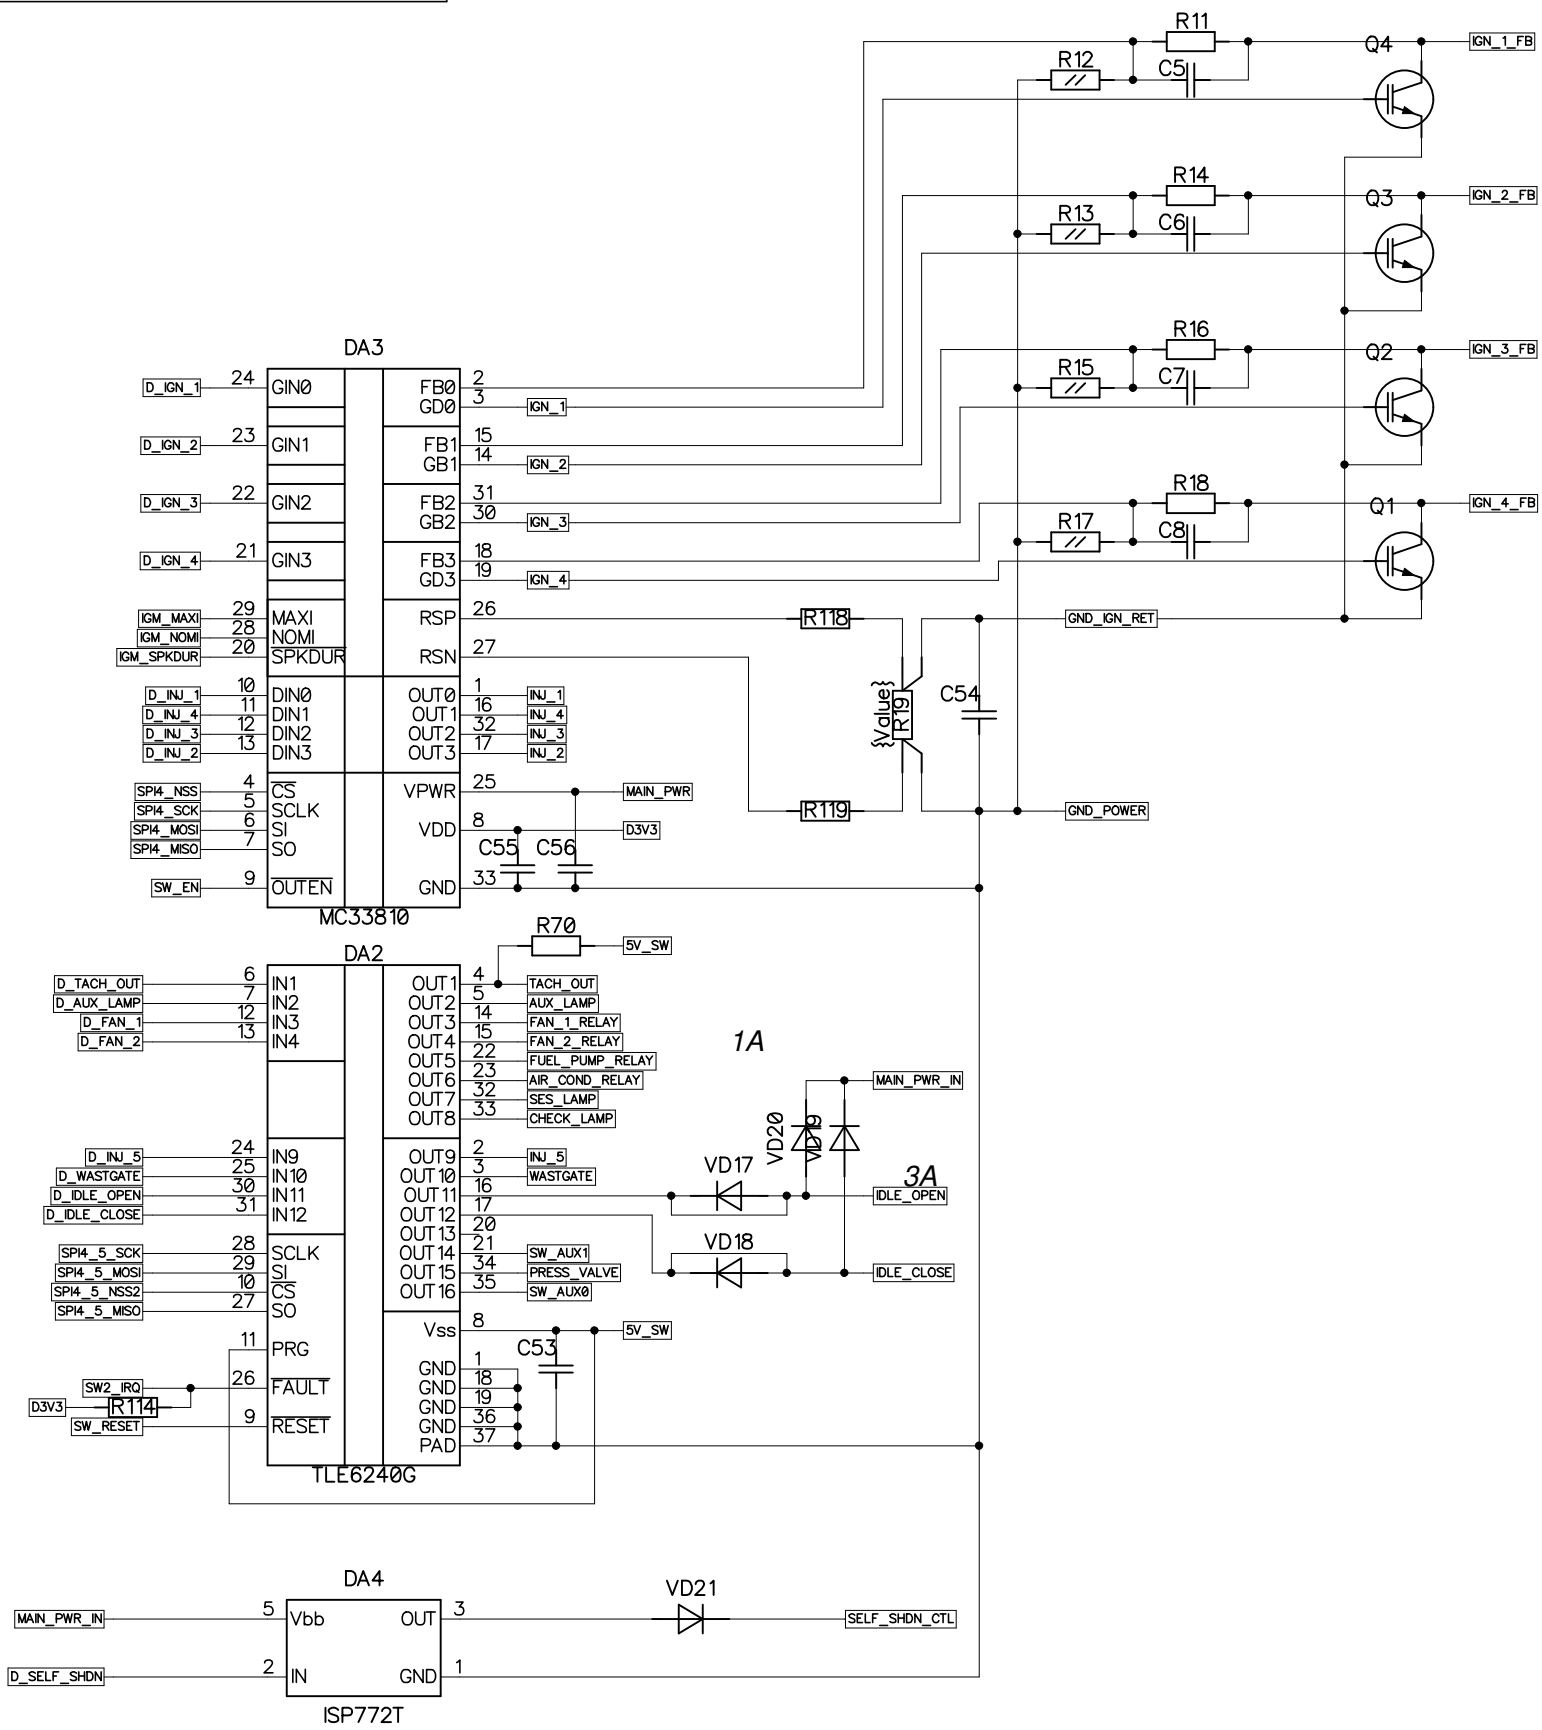 R11
Q4
IGN_1_FB
R12
C5
R14
Q3
IGN_2_FB
R13
C6
R16
Q2
IGN_3_FB
R15
C7
R18
Q1
IGN_4_FB
R17
C8
DA3
D_IGN_1 24 GIN0 FB0 2
GD0 3 IGN_1
D_IGN_2 23 GIN1 FB1 15
GB1 14 IGN_2
D_IGN_3 22 GIN2 FB2 31
GB2 30 IGN_3
D_IGN_4 21 GIN3 FB3 18
GD3 19 IGN_4
IGM_MAXI 29 MAXI RSP 26 R118 GND_IGN_RET
IGM_NOMI 28 NOMI
IGM_SPKDUR 20 SPKDUR RSN 27
D_INJ_1 10 DIN0 OUT0 1 INJ_1
D_INJ_4 11 DIN1 OUT1 16 INJ_4
D_INJ_3 12 DIN2 OUT2 32 INJ_3
D_INJ_2 13 DIN3 OUT3 17 INJ_2
{Value}
R19
C54
SPI4_NSS 4 CS VPWR 25 MAIN_PWR
SPI4_SCK 5 SCLK R119 GND_POWER
SPI4_MOSI 6 SI VDD 8 D3V3
SPI4_MISO 7 SO C55 C56
SW_EN 9 OUTEN GND 33
MC33810
R70
5V_SW
DA2
D_TACH_OUT 6 IN1 OUT1 4 TACH_OUT
D_AUX_LAMP 7 IN2 OUT2 5 AUX_LAMP
D_FAN_1 12 IN3 OUT3 14 FAN_1_RELAY
D_FAN_2 13 IN4 OUT4 15 FAN_2_RELAY
1A
OUT5 22 FUEL_PUMP_RELAY
OUT6 23 AIR_COND_RELAY
MAIN_PWR_IN
OUT7 32 SES_LAMP
OUT8 33 CHECK_LAMP
VD20
VD19
D_INJ_5 24 IN9 OUT9 2 INJ_5
D_WASTGATE 25 IN10 OUT10 3 WASTGATE
VD17
3A
D_IDLE_OPEN 30 IN11 OUT11 16 IDLE_OPEN
D_IDLE_CLOSE 31 IN12 OUT12 17
OUT13 20
VD18
SPI4_5_SCK 28 SCLK OUT14 21 SW_AUX1
SPI4_5_MOSI 29 SI OUT15 34 PRESS_VALVE IDLE_CLOSE
SPI4_5_NSS2 10 CS OUT16 35 SW_AUX0
SPI4_5_MISO 27 SO
Vss 8 5V_SW
11 PRG C53
GND 1
SW2_IRQ 26 FAULT GND 18
D3V3 R114 GND 19
SW_RESET 9 RESET GND 36
PAD 37
TLE6240G
DA4
VD21
MAIN_PWR_IN 5 Vbb OUT 3 SELF_SHDN_CTL
D_SELF_SHDN 2 IN GND 1
ISP772T